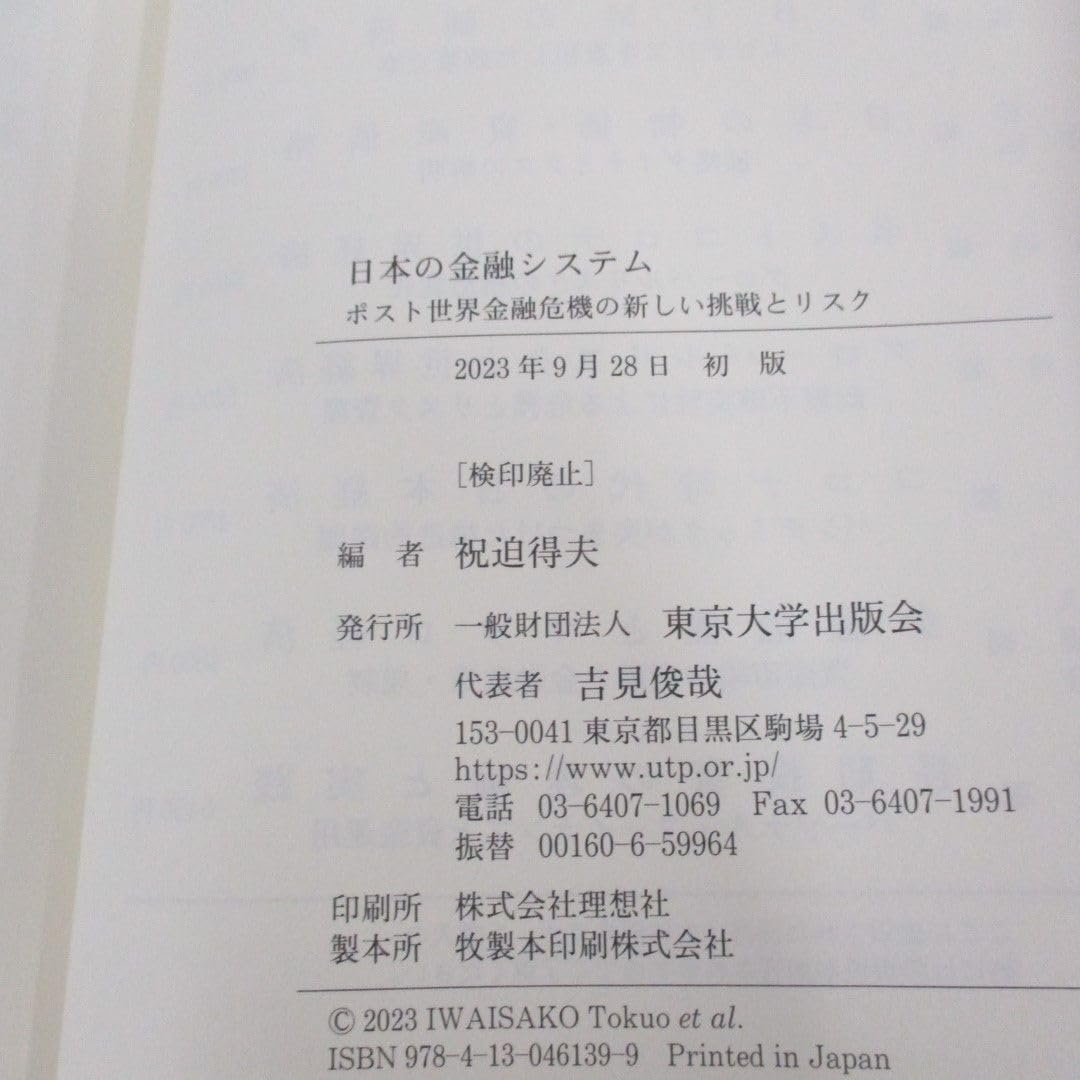 日本の金融システム
ポスト世界金融危機の新しい挑戦とリスク
2023年9月28日 初 版
[検印廃止]
編 者 祝迫得夫
発行所 一般財団法人 東京大学出版会
代表者 吉見俊哉
153-0041 東京都目黒区駒場 4-5-29
https://www.utp.or.jp/
電話 03-6407-1069 Fax 03-6407-1991
振替 00160-6-59964
印刷所 株式会社理想社
製本所 牧製本印刷株式会社
© 2023 IWAISAKO Tokuo et al.
ISBN 978-4-13-046139-9 Printed in Japan